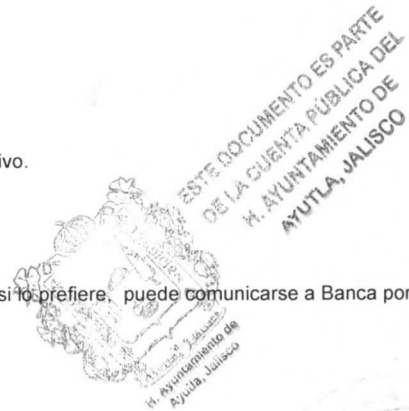 ESTE DOCUMENTO ES PARTE
DE LA CUENTA PÚBLICA DEL
H. AYUNTAMIENTO DE
AYUTLA, JALISCO
ivo.
si lo prefiere, puede comunicarse a Banca por
H. Ayuntamiento de
Ayutla, Jalisco